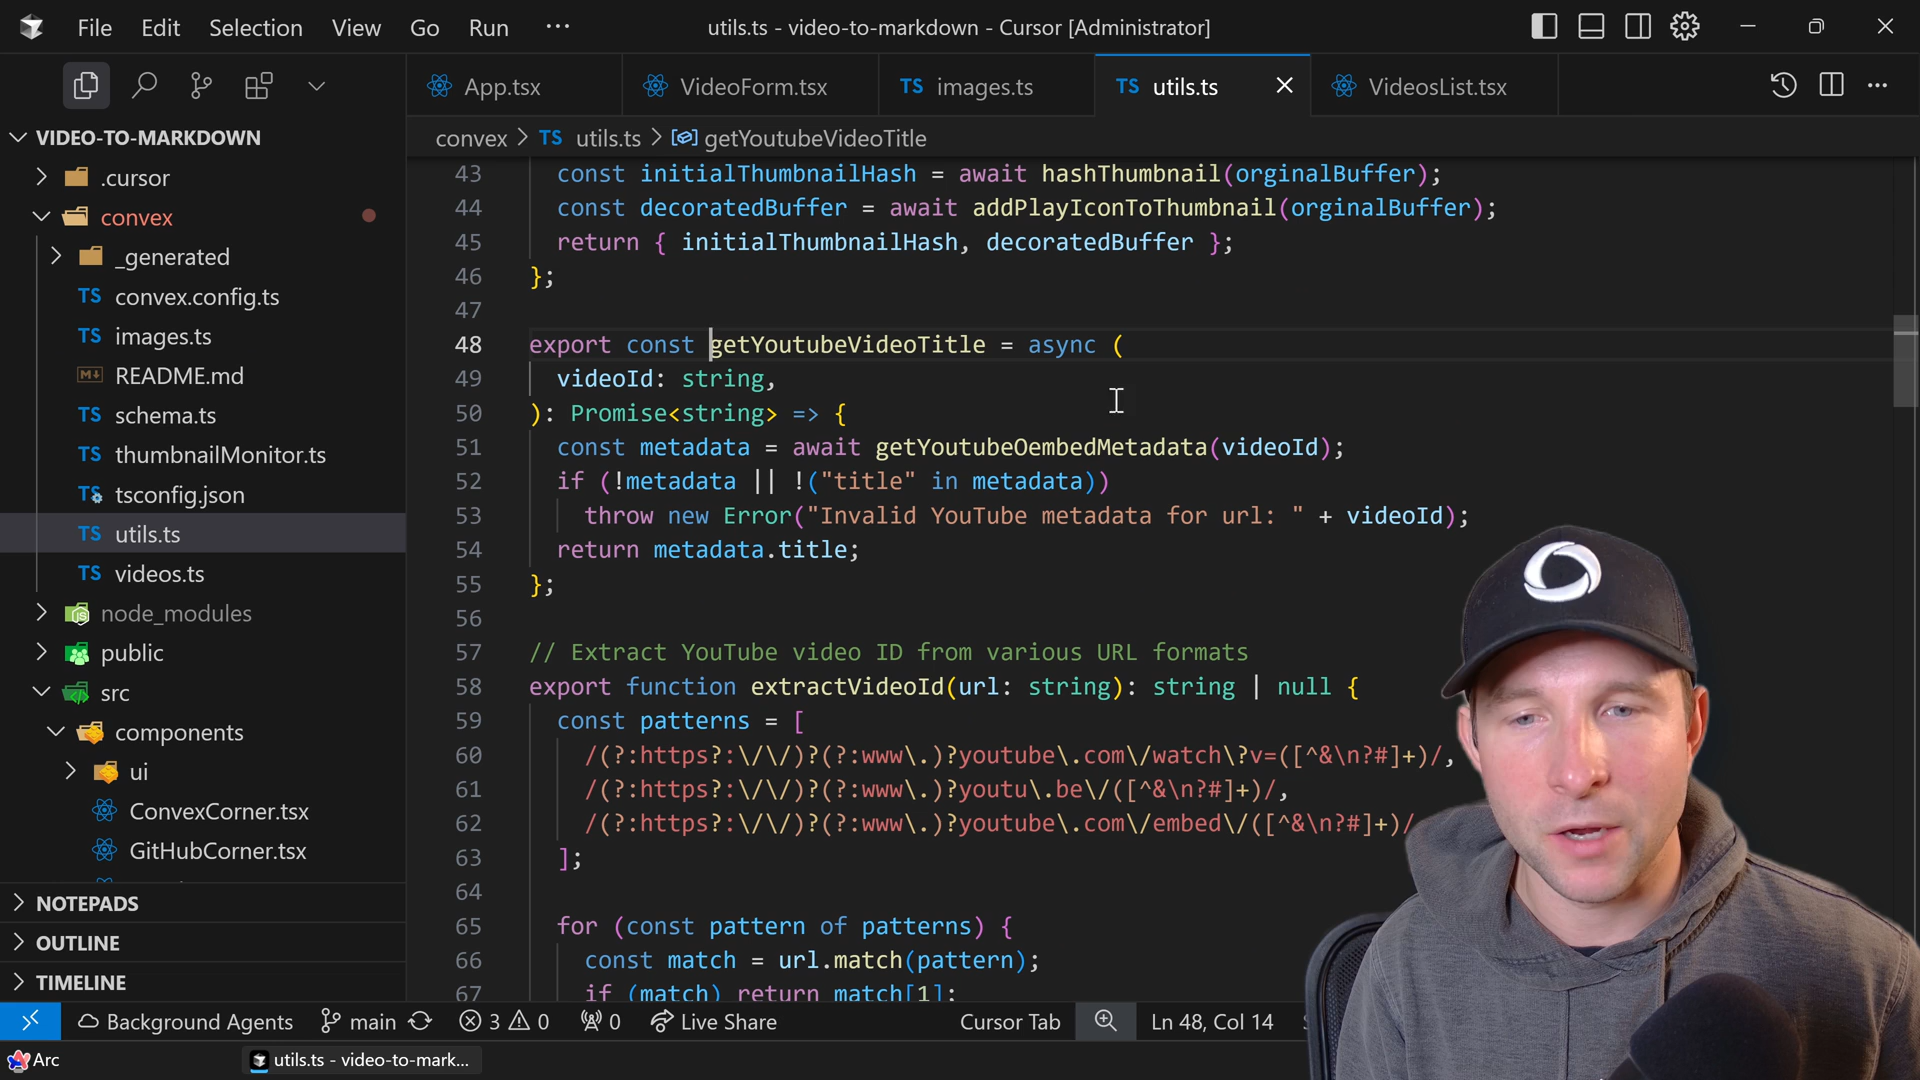 File Edit Selection View Go Run ···
utils.ts - video-to-markdown - Cursor [Administrator]
App.tsx
VideoForm.tsx
TS images.ts
TS utils.ts
VideosList.tsx
VIDEO-TO-MARKDOWN
convex > TS utils.ts > getYoutubeVideoTitle
.cursor
convex
_generated
TS convex.config.ts
TS images.ts
README.md
TS schema.ts
TS thumbnailMonitor.ts
TS tsconfig.json
TS utils.ts
TS videos.ts
node_modules
public
src
components
ui
ConvexCorner.tsx
GitHubCorner.tsx
NOTEPADS
OUTLINE
TIMELINE
43 const initialThumbnailHash = await hashThumbnail(orginalBuffer);
44 const decoratedBuffer = await addPlayIconToThumbnail(orginalBuffer);
45 return { initialThumbnailHash, decoratedBuffer };
46 };
47
48 export const getYoutubeVideoTitle = async (
49 videoId: string,
50 ): Promise<string> => {
51 const metadata = await getYoutubeOembedMetadata(videoId);
52 if (!metadata || !("title" in metadata))
53 throw new Error("Invalid YouTube metadata for url: " + videoId);
54 return metadata.title;
55 };
56
57 // Extract YouTube video ID from various URL formats
58 export function extractVideoId(url: string): string | null {
59 const patterns = [
60 /(?:https?:\/\/)?(?:www\.)?youtube\.com\/watch\?v=([^&\n?#]+)/,
61 /(?:https?:\/\/)?(?:www\.)?youtu\.be\/([^&\n?#]+)/,
62 /(?:https?:\/\/)?(?:www\.)?youtube\.com\/embed\/([^&\n?#]+)/
63 ];
64
65 for (const pattern of patterns) {
66 const match = url.match(pattern);
67 if (match) return match[1];
Background Agents main 3 0 0 Live Share Cursor Tab Ln 48, Col 14
Arc
utils.ts - video-to-mark...